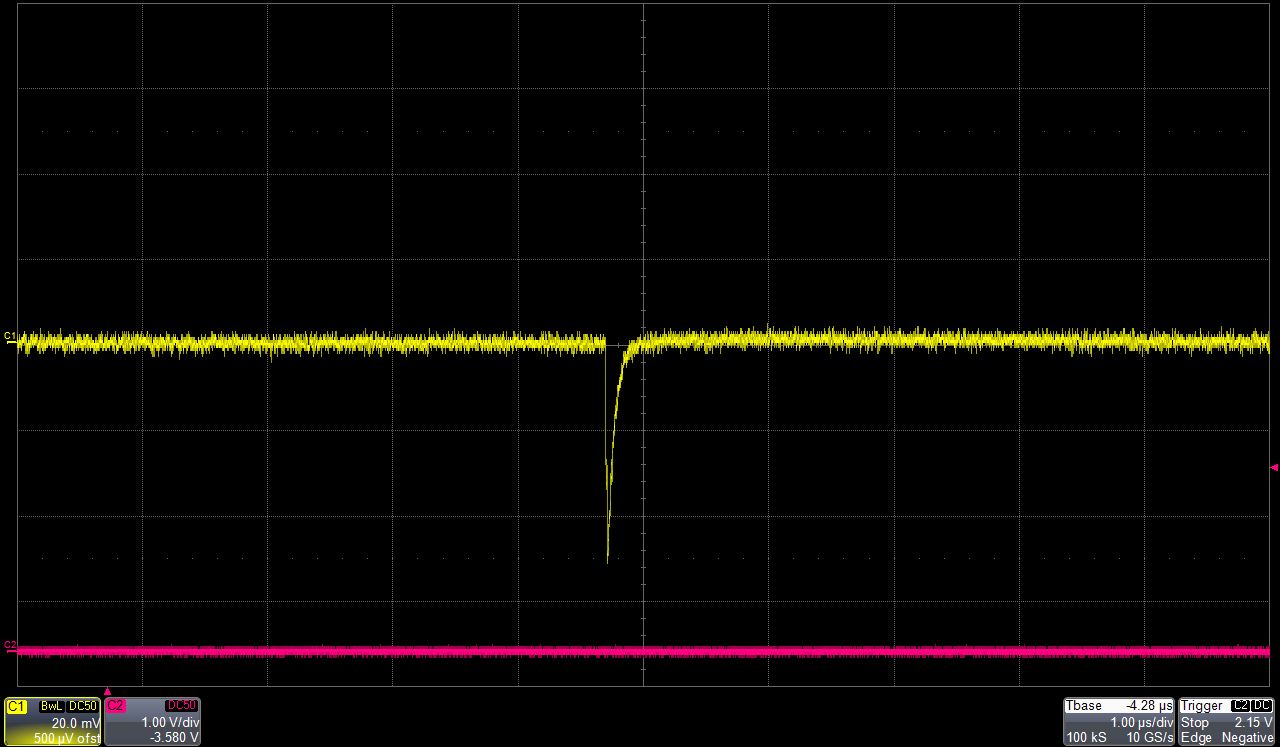 C1
C2
C1 BwL DC50
20.0 mV
500 µV ofst
C2 DC50
1.00 V/div
-3.580 V
Tbase -4.28 µs
1.00 µs/div
100 kS 10 GS/s
Trigger C2 DC
Stop 2.15 V
Edge Negative